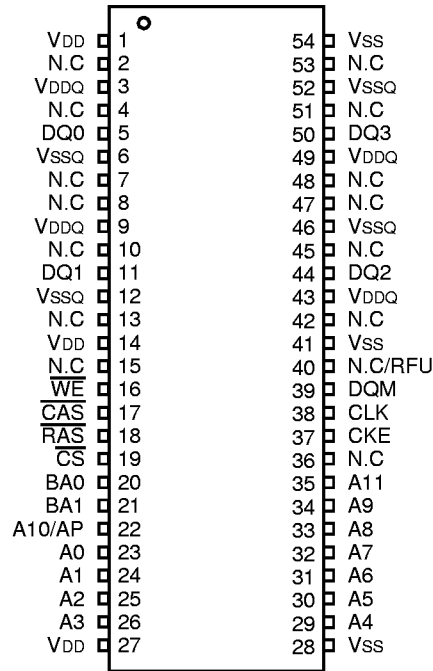 VDD 1 54 VSS
N.C 2 53 N.C
VDDQ 3 52 VSSQ
N.C 4 51 N.C
DQ0 5 50 DQ3
VSSQ 6 49 VDDQ
N.C 7 48 N.C
N.C 8 47 N.C
VDDQ 9 46 VSSQ
N.C 10 45 N.C
DQ1 11 44 DQ2
VSSQ 12 43 VDDQ
N.C 13 42 N.C
VDD 14 41 VSS
N.C 15 40 N.C/RFU
W̅E̅ 16 39 DQM
C̅A̅S̅ 17 38 CLK
R̅A̅S̅ 18 37 CKE
C̅S̅ 19 36 N.C
BA0 20 35 A11
BA1 21 34 A9
A10/AP 22 33 A8
A0 23 32 A7
A1 24 31 A6
A2 25 30 A5
A3 26 29 A4
VDD 27 28 VSS